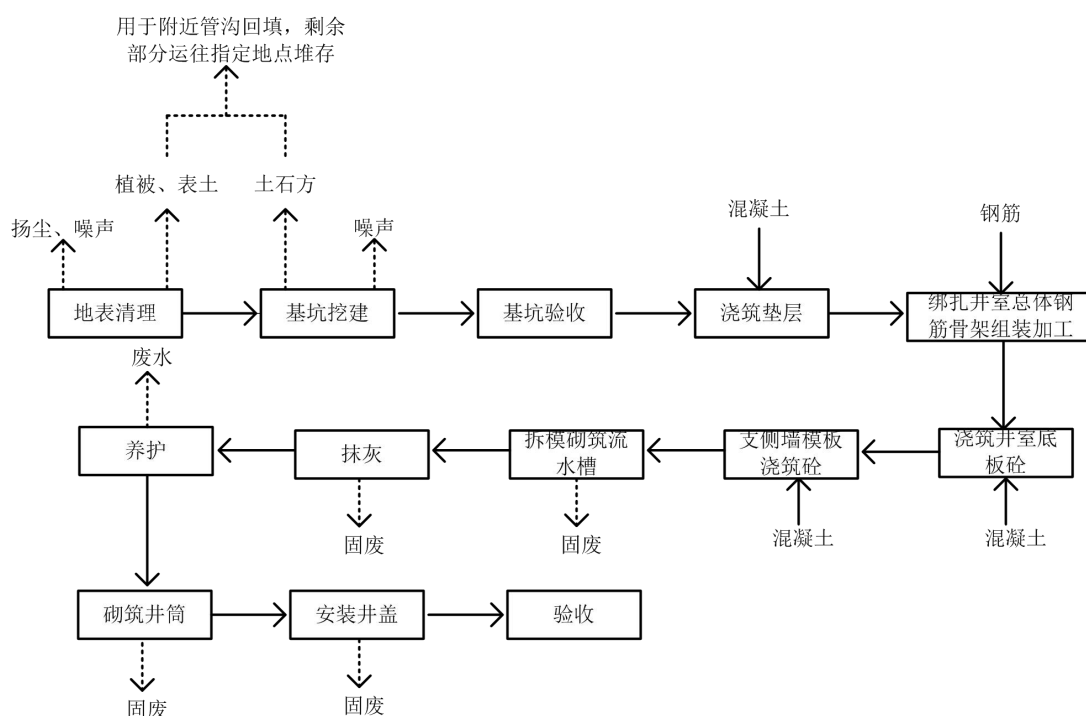 用于附近管沟回填，剩余
部分运往指定地点堆存
植被、表土
土石方
扬尘、噪声
噪声
混凝土
钢筋
地表清理
基坑挖建
基坑验收
浇筑垫层
绑扎井室总体钢
筋骨架组装加工
废水
养护
抹灰
拆模砌筑流
水槽
支侧墙模板
浇筑砼
浇筑井室底
板砼
固废
固废
混凝土
混凝土
砌筑井筒
安装井盖
验收
固废
固废